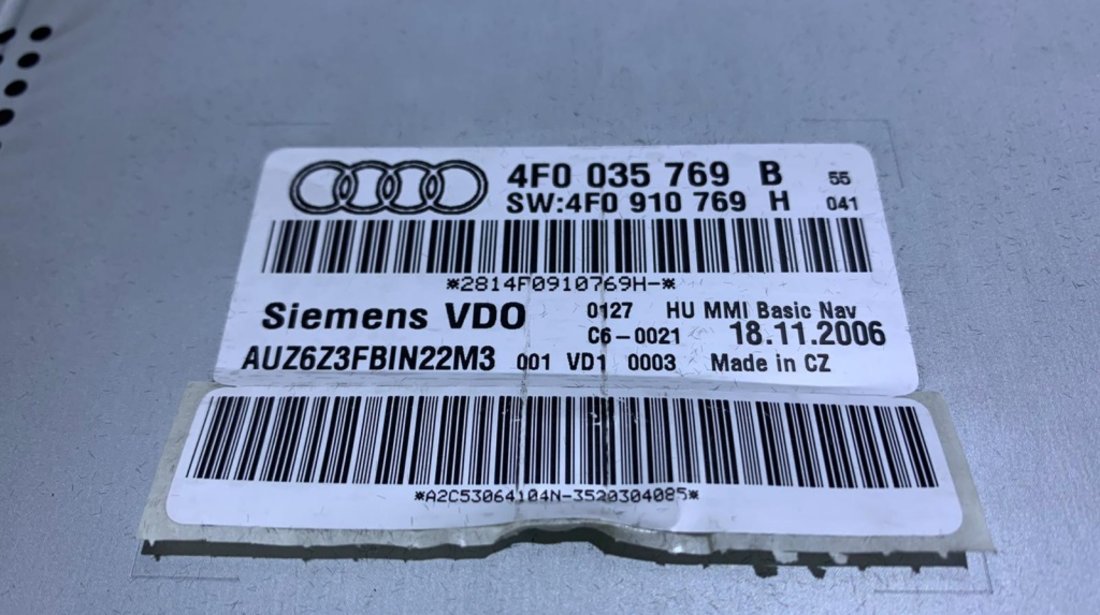 4F0 035 769 B 55
SW:4F0 910 769 H 041
*2814F0910769H-*
Siemens VDO 0127 HU MMI Basic Nav
C6-0021 18.11.2006
AUZ6Z3FBIN22M3 001 VD1 0003 Made in CZ
*A2C53064104N-3520304085*